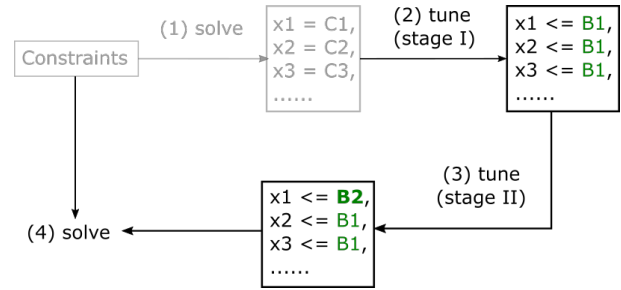 Constraints
(1) solve
x1 = C1,
x2 = C2,
x3 = C3,
......
(2) tune
(stage I)
x1 <= B1,
x2 <= B1,
x3 <= B1,
......
(3) tune
(stage II)
x1 <= B2,
x2 <= B1,
x3 <= B1,
......
(4) solve